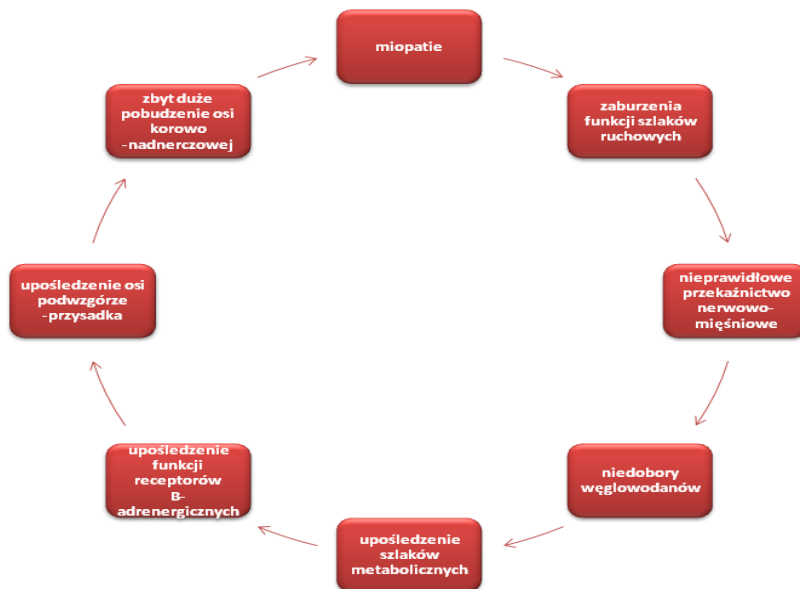 miopatie
zaburzenia
funkcji szlaków
ruchowych
nieprawidłowe
przekaźnictwo
nerwowo-
mięśniowe
niedobory
węglowodanów
upośledzenie
szlaków
metabolicznych
upośledzenie
funkcji
receptorów
B-
adrenergicznych
upośledzenie osi
podwzgórze
-przysadka
zbyt duże
pobudzenie osi
korowo
-nadnerczowej